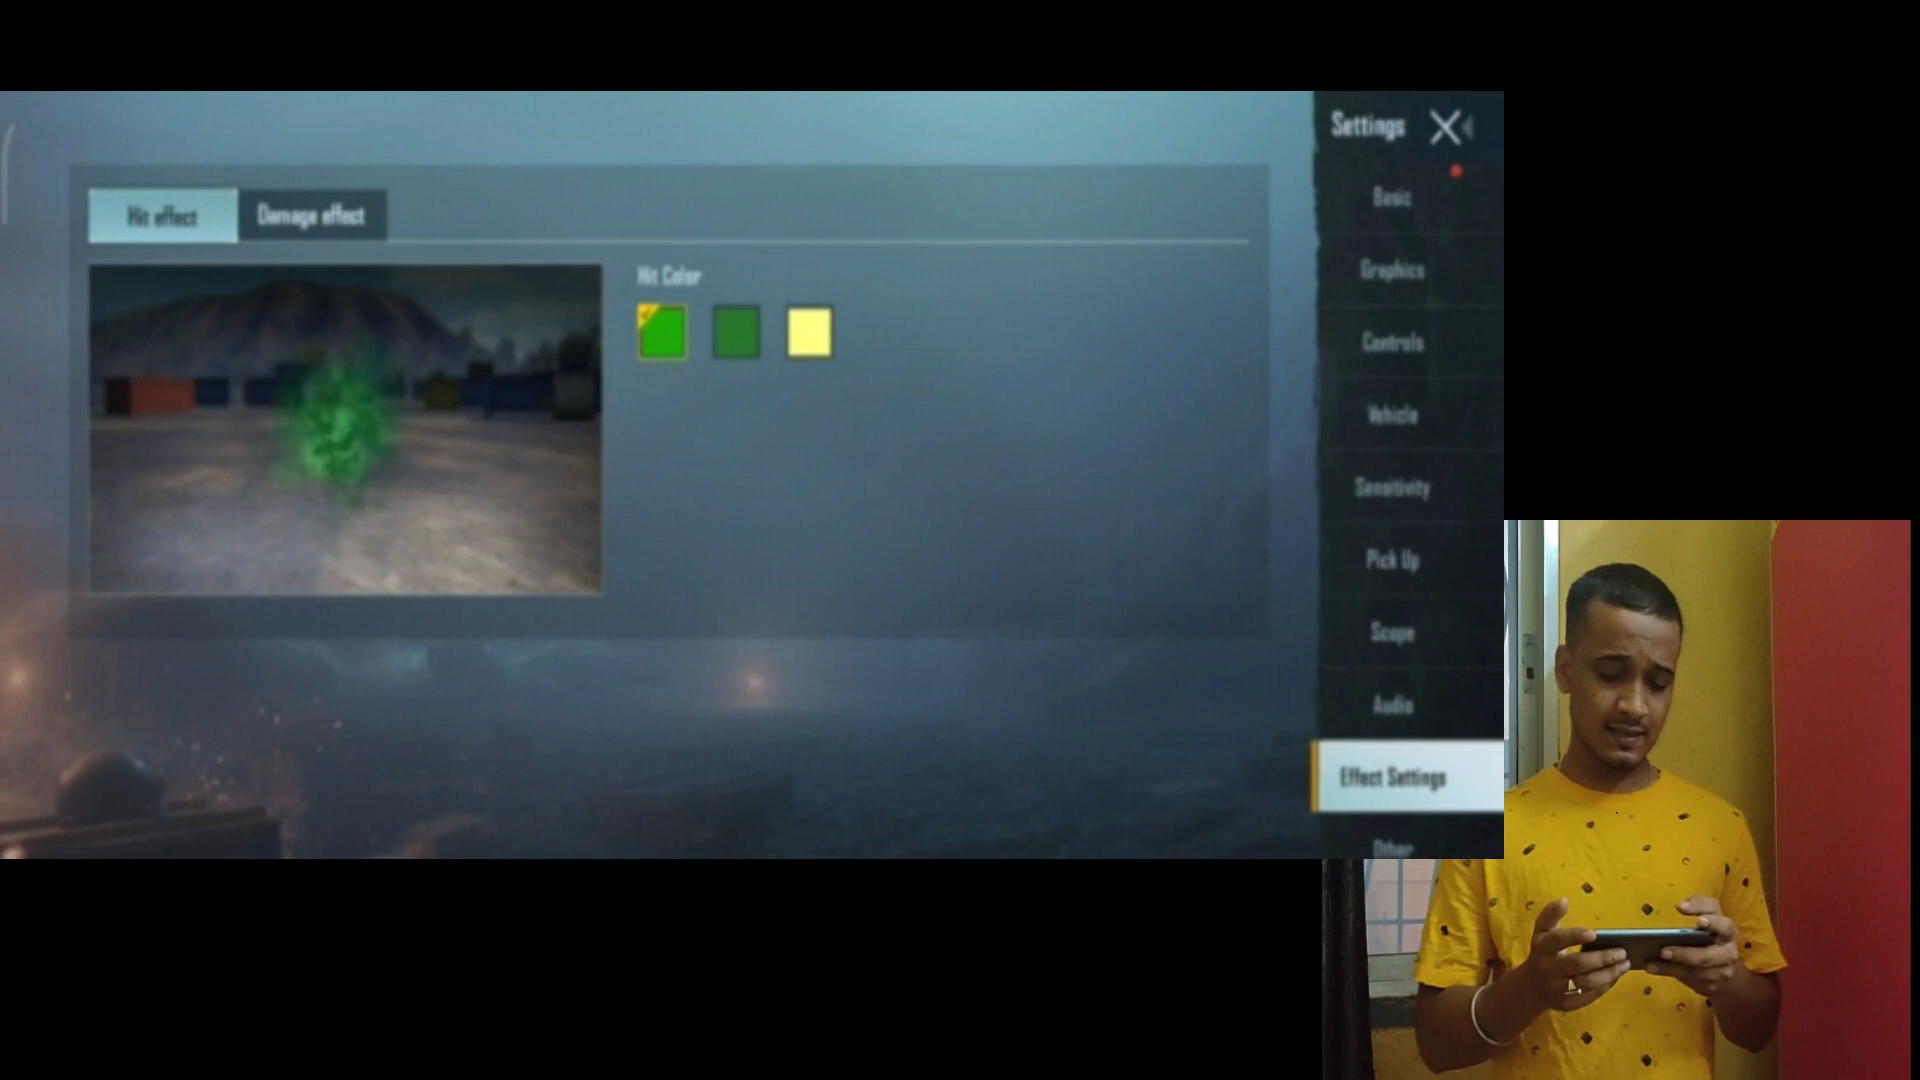 Settings
Hit effect
Damage effect
Hit Color
Basic
Graphics
Controls
Vehicle
Sensitivity
Pick Up
Scope
Audio
Effect Settings
Other